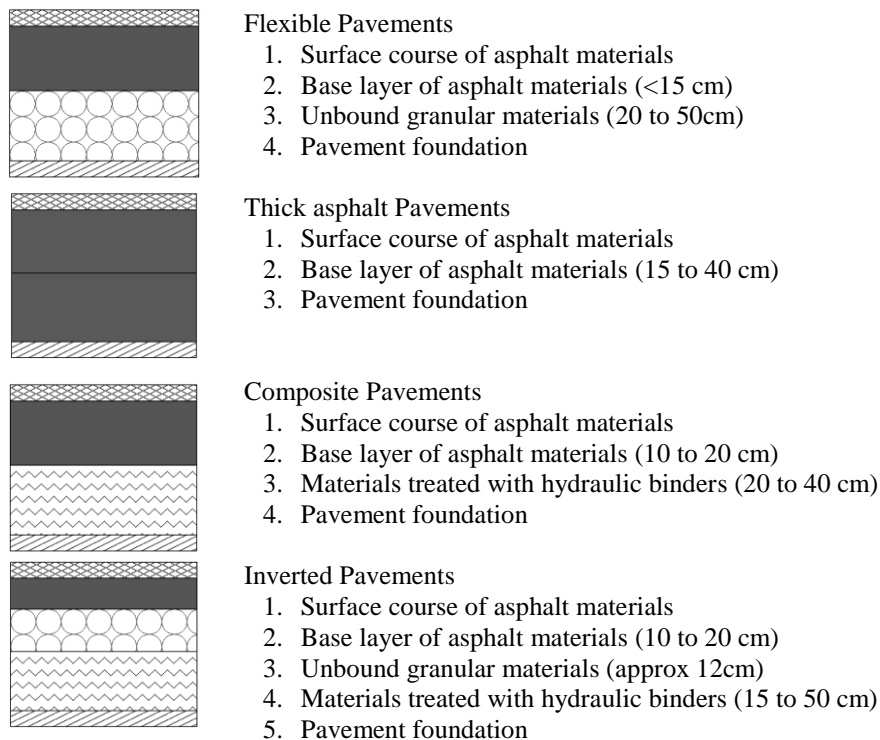 Flexible Pavements
1. Surface course of asphalt materials
2. Base layer of asphalt materials (<15 cm)
3. Unbound granular materials (20 to 50cm)
4. Pavement foundation
Thick asphalt Pavements
1. Surface course of asphalt materials
2. Base layer of asphalt materials (15 to 40 cm)
3. Pavement foundation
Composite Pavements
1. Surface course of asphalt materials
2. Base layer of asphalt materials (10 to 20 cm)
3. Materials treated with hydraulic binders (20 to 40 cm)
4. Pavement foundation
Inverted Pavements
1. Surface course of asphalt materials
2. Base layer of asphalt materials (10 to 20 cm)
3. Unbound granular materials (approx 12cm)
4. Materials treated with hydraulic binders (15 to 50 cm)
5. Pavement foundation